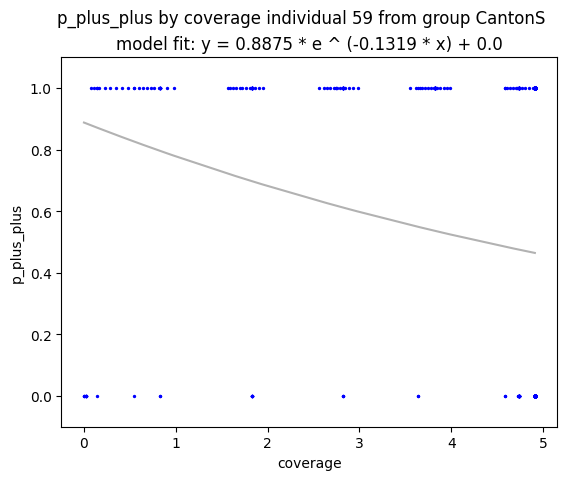 p_plus_plus by coverage individual 59 from group CantonS
model fit: y = 0.8875 * e ^ (-0.1319 * x) + 0.0
1.0
0.8
0.6
0.4
0.2
0.0
p_plus_plus
0 1 2 3 4 5
coverage